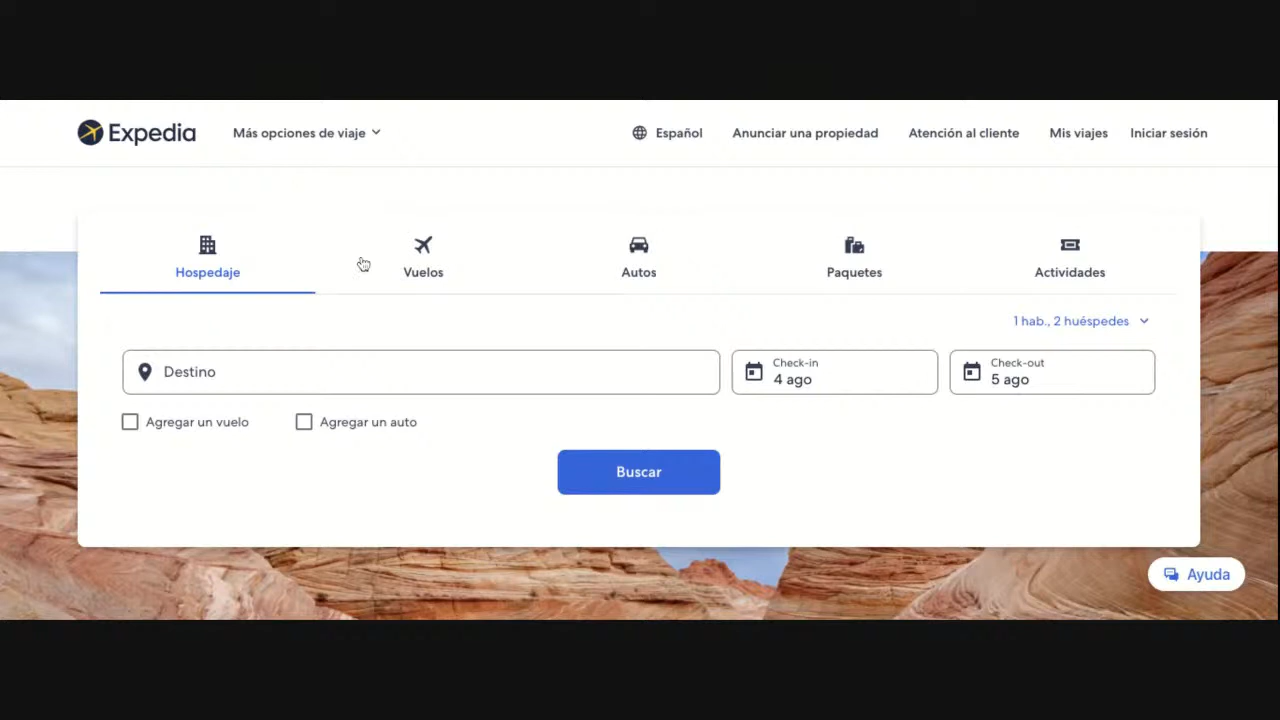 Expedia
Más opciones de viaje
Español
Anunciar una propiedad
Atención al cliente
Mis viajes
Iniciar sesión
Hospedaje
Vuelos
Autos
Paquetes
Actividades
1 hab., 2 huéspedes
Destino
Check-in
4 ago
Check-out
5 ago
Agregar un vuelo
Agregar un auto
Buscar
Ayuda